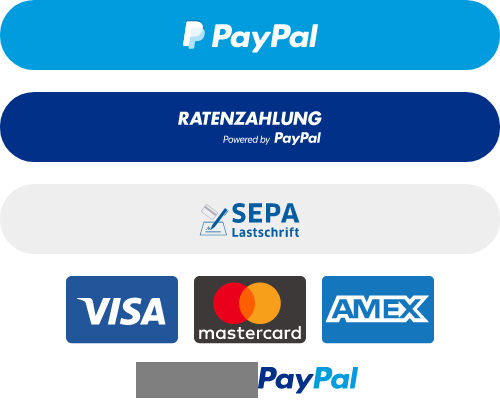 PayPal
RATENZAHLUNG
Powered by PayPal
SEPA
Lastschrift
VISA
mastercard
AMEX
PayPal